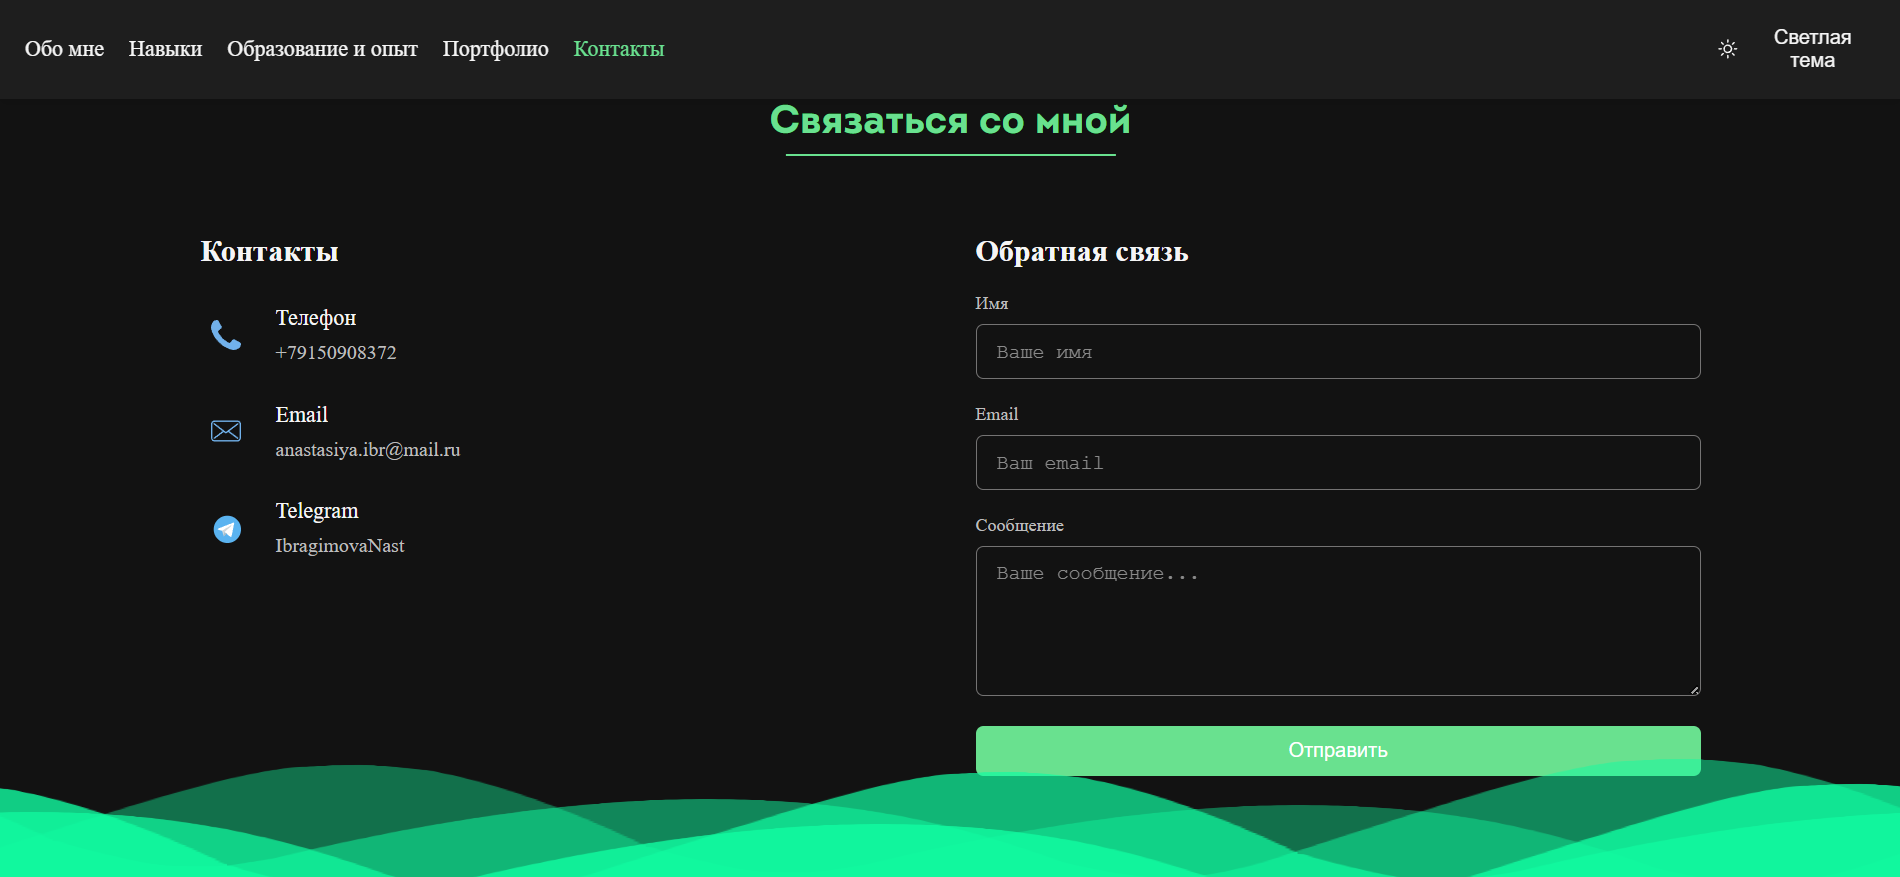 Обо мне
Навыки
Образование и опыт
Портфолио
Контакты
Светлая
тема
Связаться со мной
Контакты
Телефон
+79150908372
Email
anastasiya.ibr@mail.ru
Telegram
IbragimovaNast
Обратная связь
Имя
Ваше имя
Email
Ваш email
Сообщение
Ваше сообщение...
Отправить